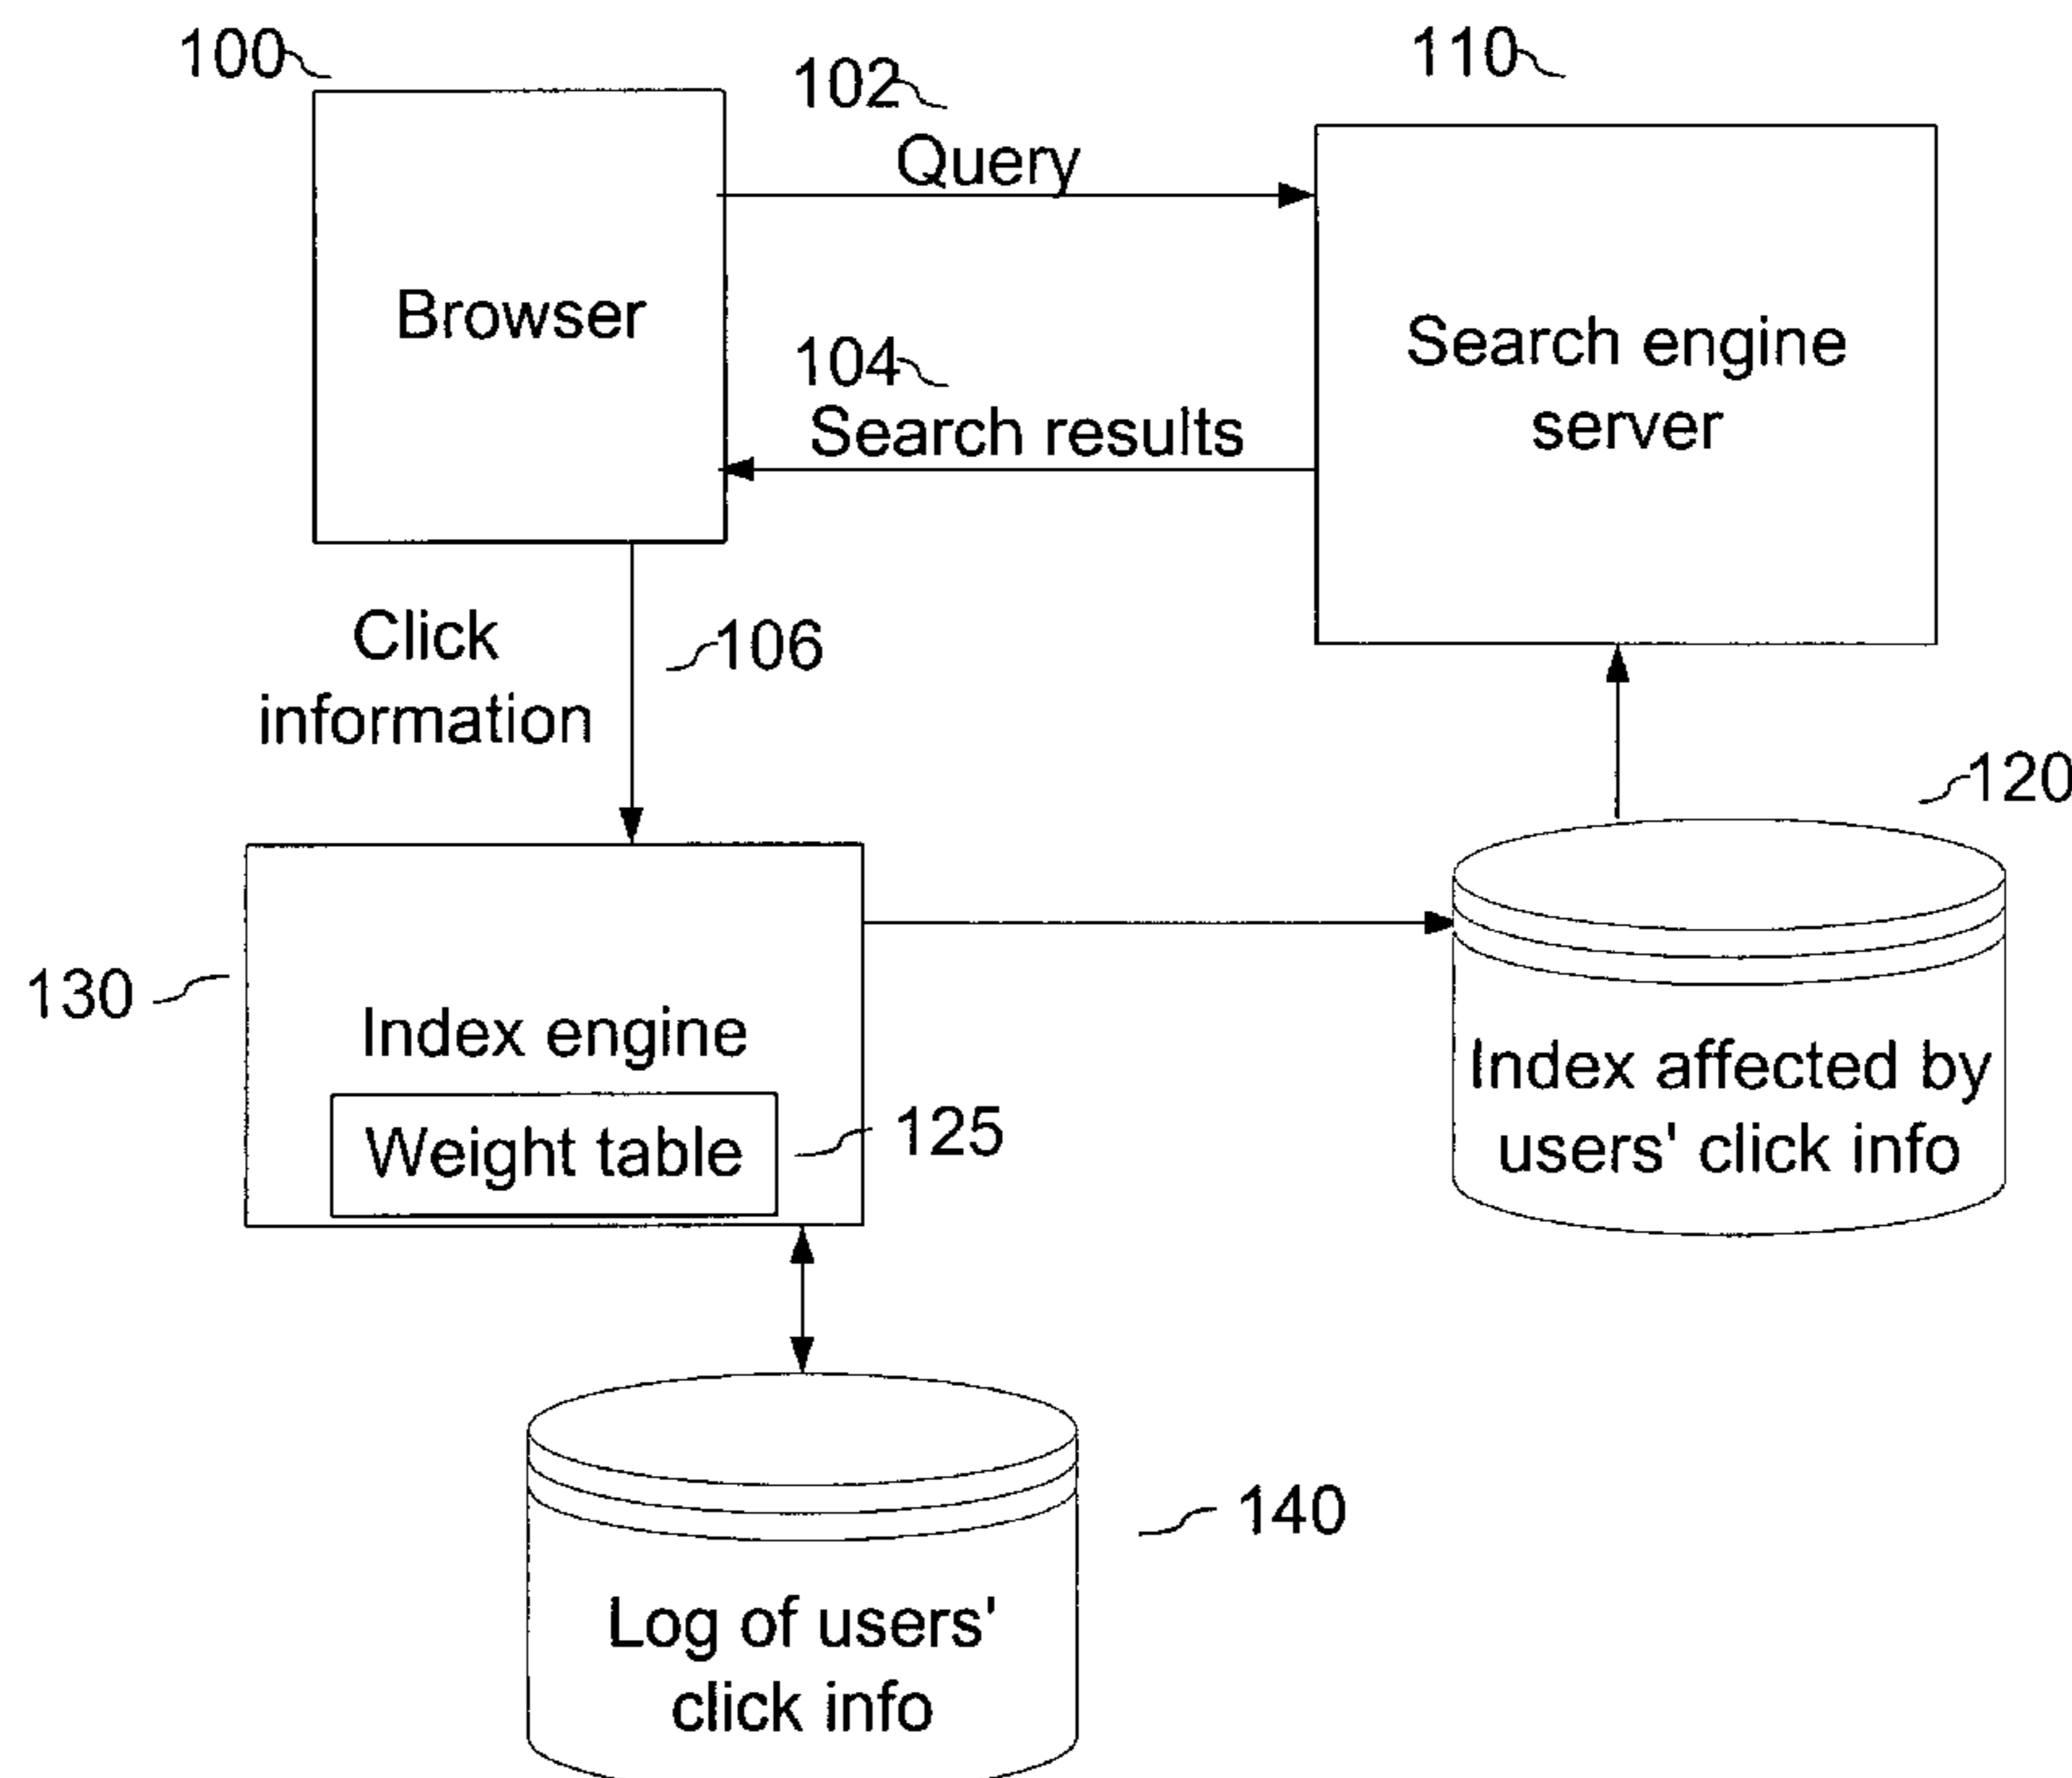 100
102
110
Query
Browser
104
Search results
Search engine
server
Click
information
106
120
130
Index engine
Weight table
125
Index affected by
users' click info
140
Log of users'
click info